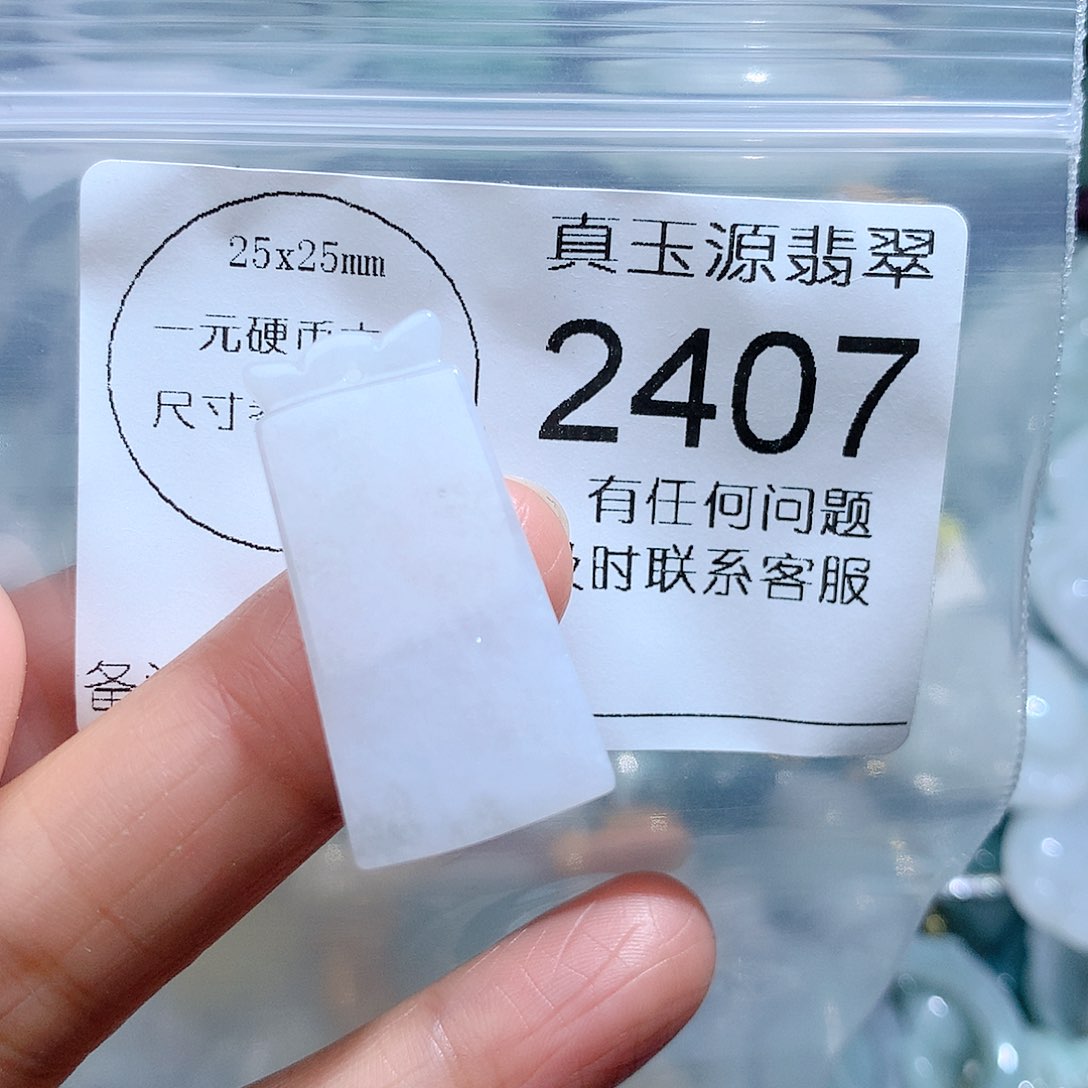 25x25mm
一元硬币
尺寸
真玉源翡翠
2407
有任何问题
时联系客服
备